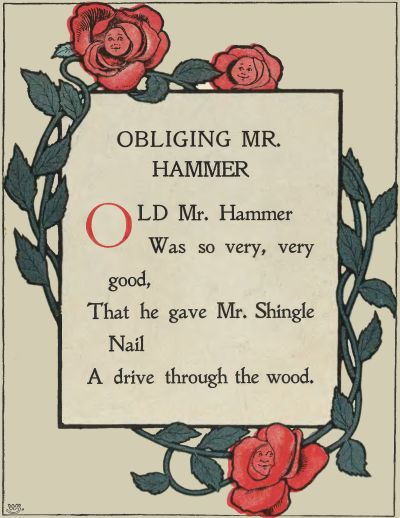 OBLIGING MR.
HAMMER
OLD Mr. Hammer
Was so very, very
good,
That he gave Mr. Shingle
Nail
A drive through the wood.